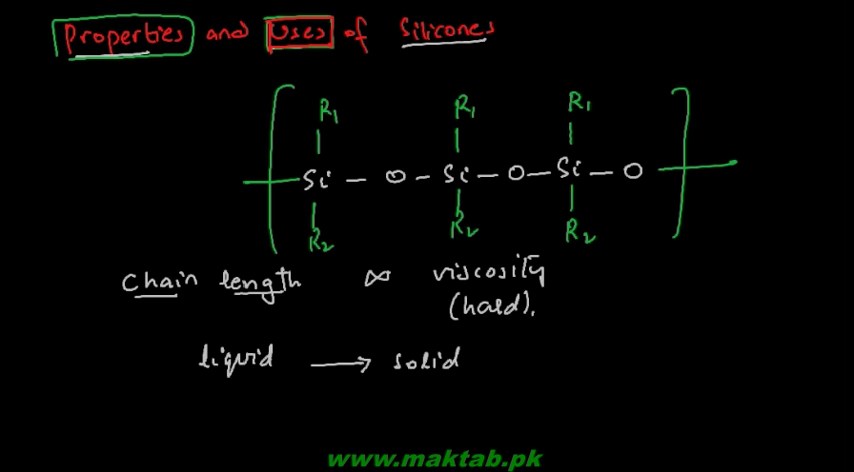 Properties and Uses of Silicones
R₁ R₁ R₁
Si — O — Si — O — Si — O
R₂ R₂ R₂
chain length ∝ viscosity
(hard).
liquid → solid
www.maktab.pk